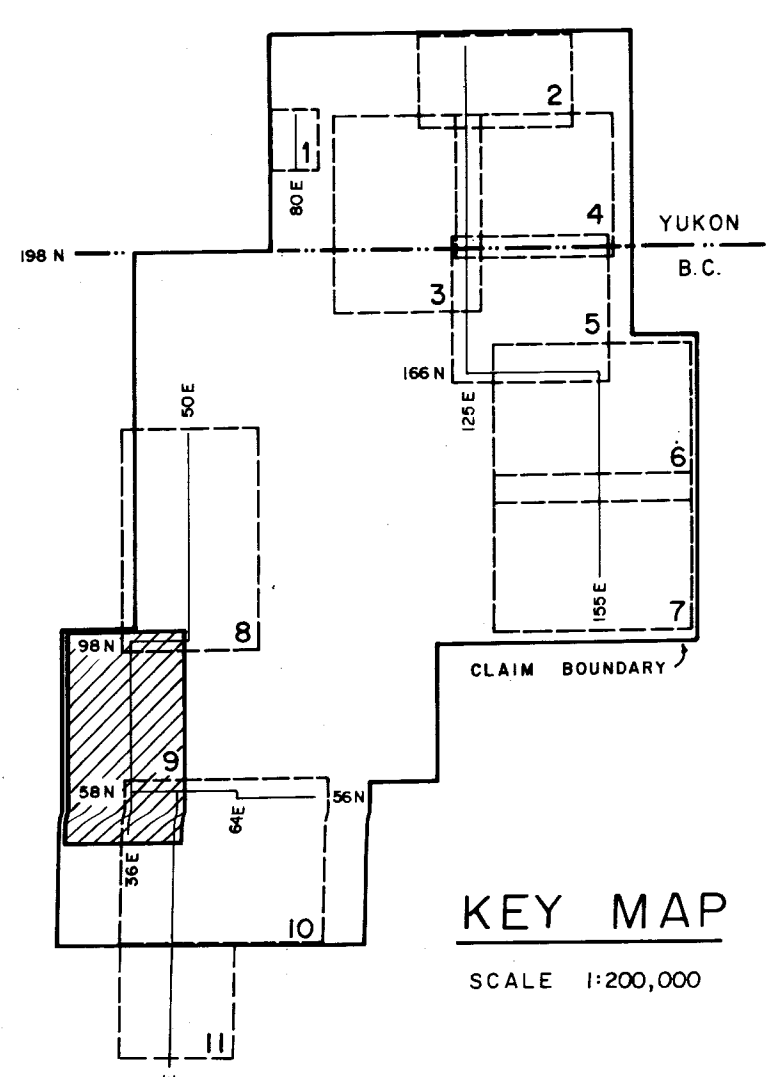 2
1
80 E
4
YUKON
198 N
B.C.
3
5
166 N
125 E
50 E
6
155 E
7
8
98 N
CLAIM BOUNDARY
9
58 N
56 N
64 E
36 E
10
KEY MAP
SCALE 1:200,000
11